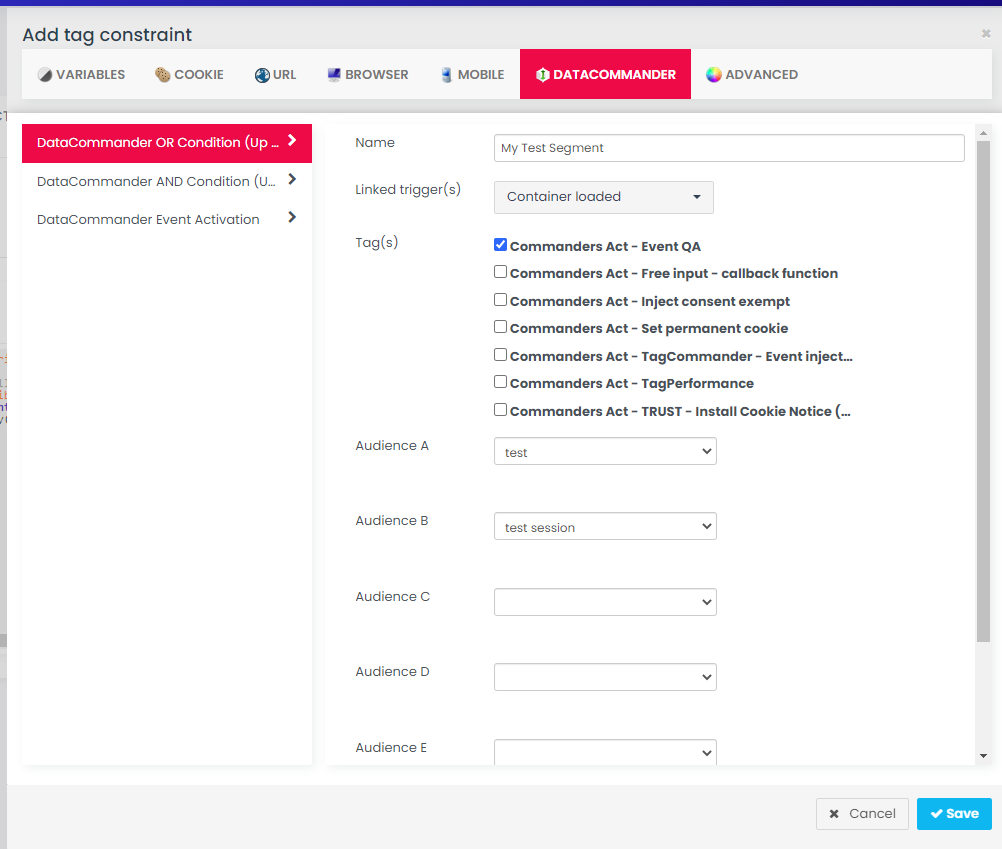 Add tag constraint
VARIABLES COOKIE URL BROWSER MOBILE DATACOMMANDER ADVANCED
DataCommander OR Condition (Up ...
DataCommander AND Condition (U...
DataCommander Event Activation
Name My Test Segment
Linked trigger(s) Container loaded
Tag(s) Commanders Act - Event QA
Commanders Act - Free input - callback function
Commanders Act - Inject consent exempt
Commanders Act - Set permanent cookie
Commanders Act - TagCommander - Event inject...
Commanders Act - TagPerformance
Commanders Act - TRUST - Install Cookie Notice (...
Audience A test
Audience B test session
Audience C
Audience D
Audience E
Cancel Save